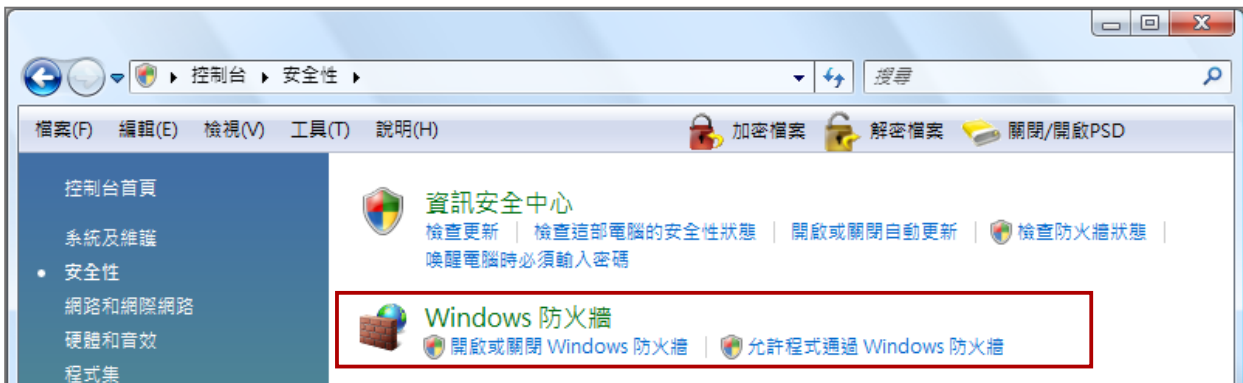 控制台 安全性
搜尋
檔案(F) 編輯(E) 檢視(V) 工具(T) 說明(H)
加密檔案 解密檔案 關閉/開啟PSD
控制台首頁
系統及維護
安全性
網路和網際網路
硬體和音效
程式集
資訊安全中心
檢查更新 | 檢查這部電腦的安全性狀態 | 開啟或關閉自動更新 | 檢查防火牆狀態 |
喚醒電腦時必須輸入密碼
Windows 防火牆
開啟或關閉 Windows 防火牆 | 允許程式通過 Windows 防火牆